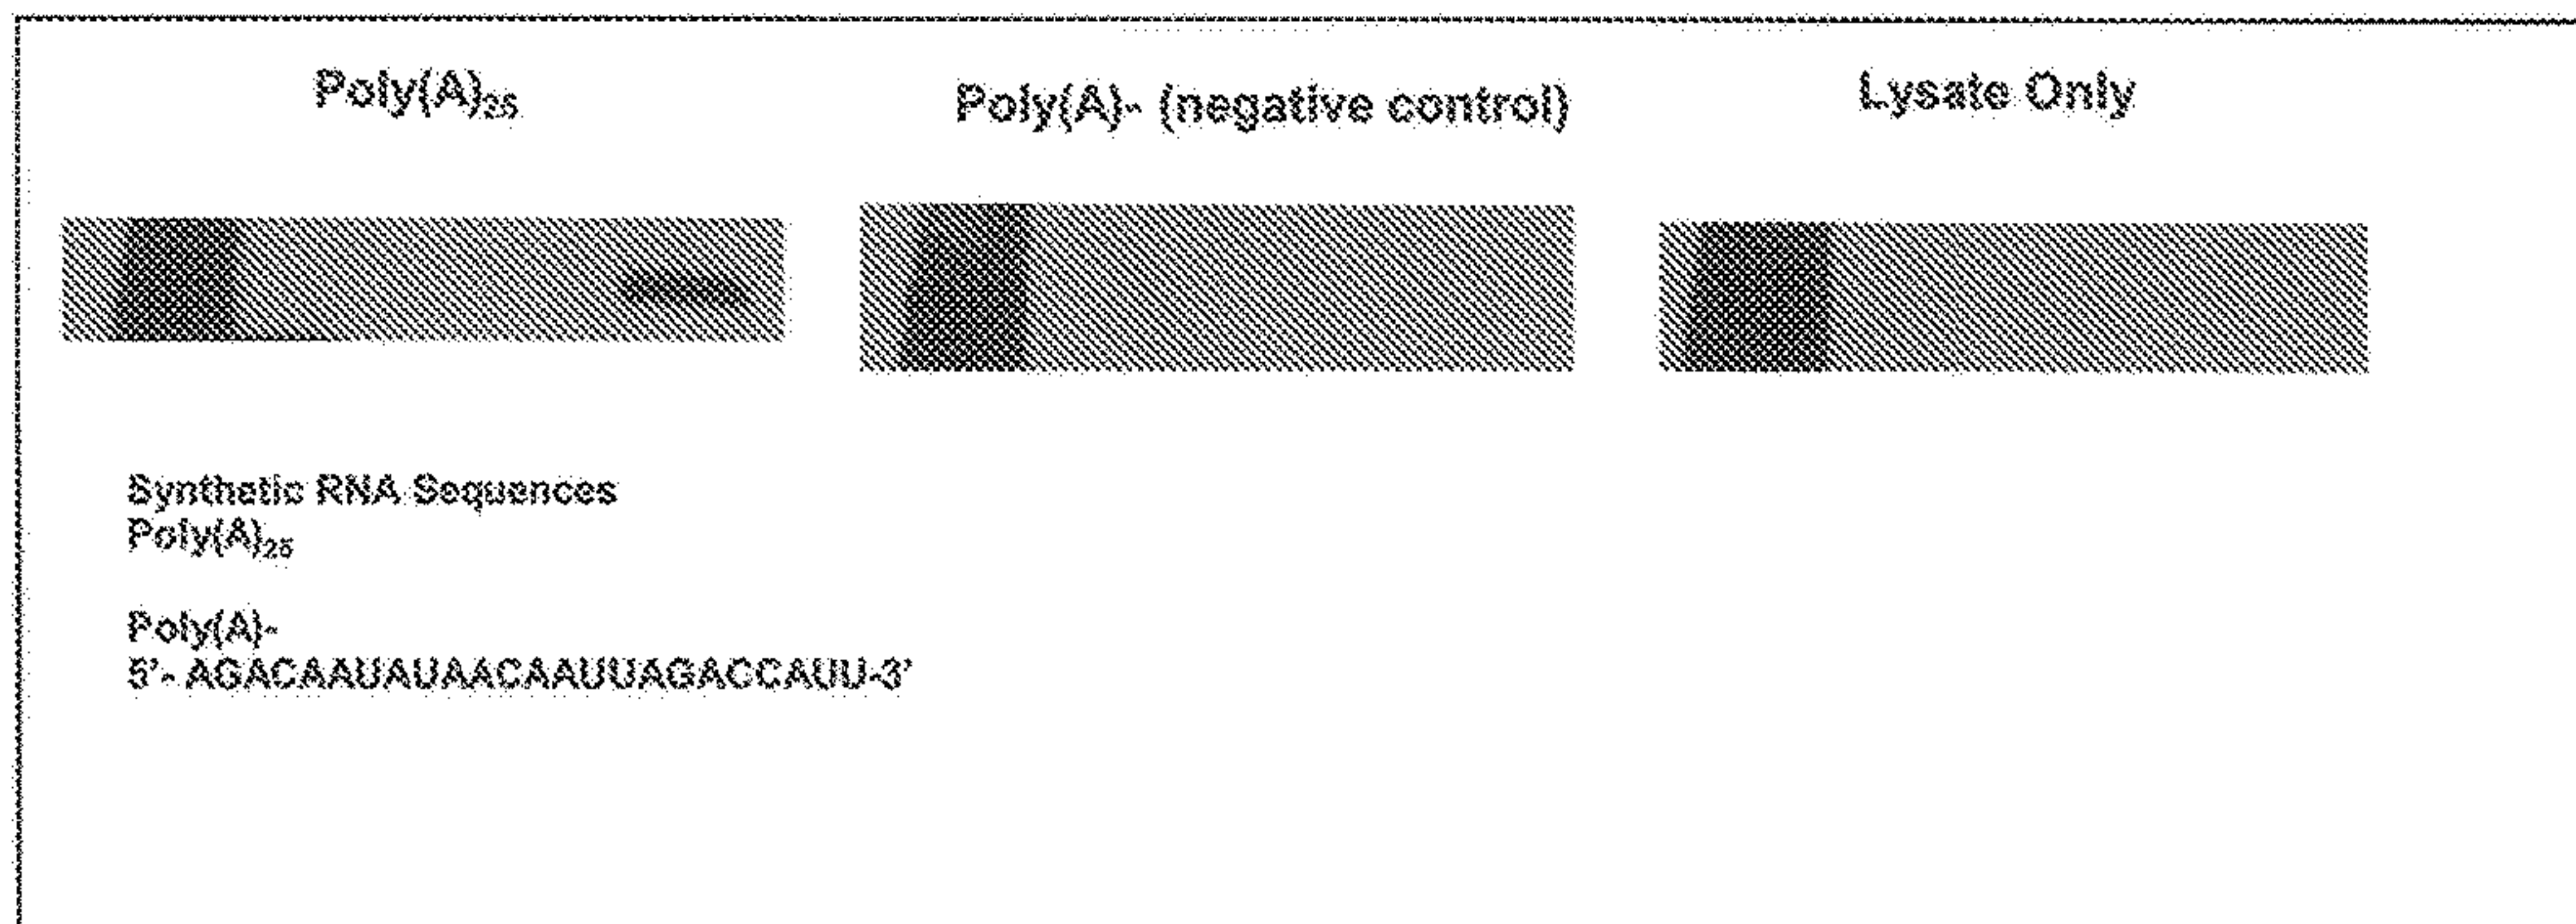 Poly(A)₂₅
Poly(A)- (negative control)
Lysate Only
Synthetic RNA Sequences
Poly(A)₂₅
Poly(A)-
5'- AGACAAUAUAACAAUUAGACCAUU-3'